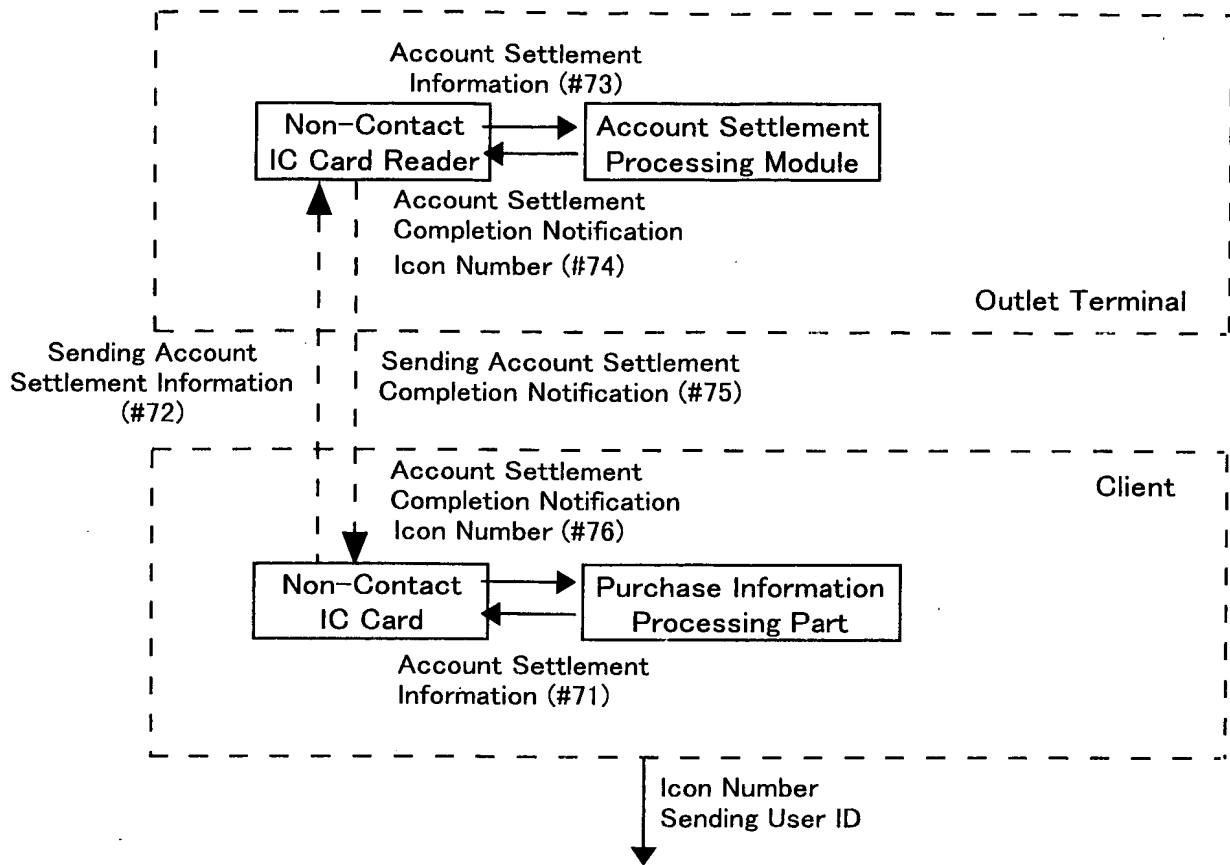 Account Settlement
Information (#73)
Non-Contact
IC Card Reader
Account Settlement
Processing Module
Account Settlement
Completion Notification
Icon Number (#74)
Outlet Terminal
Sending Account
Settlement Information
(#72)
Sending Account Settlement
Completion Notification (#75)
Account Settlement
Completion Notification
Icon Number (#76)
Client
Non-Contact
IC Card
Purchase Information
Processing Part
Account Settlement
Information (#71)
Icon Number
Sending User ID